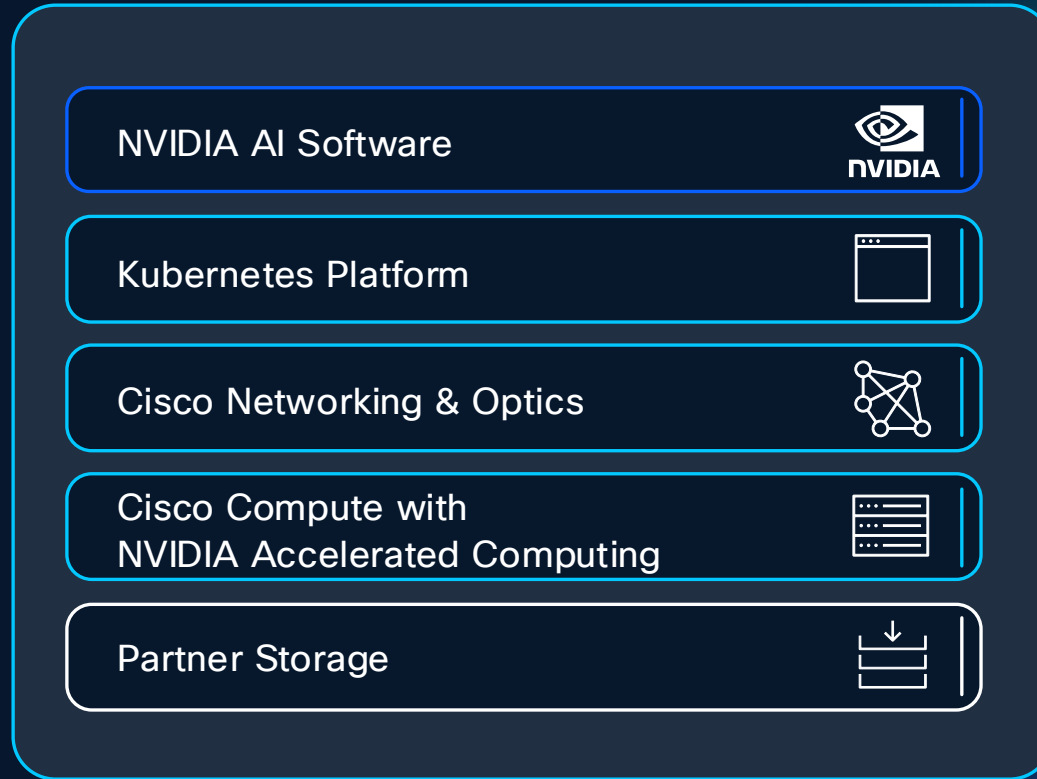 NVIDIA AI Software
NVIDIA
Kubernetes Platform
Cisco Networking & Optics
Cisco Compute with
NVIDIA Accelerated Computing
Partner Storage